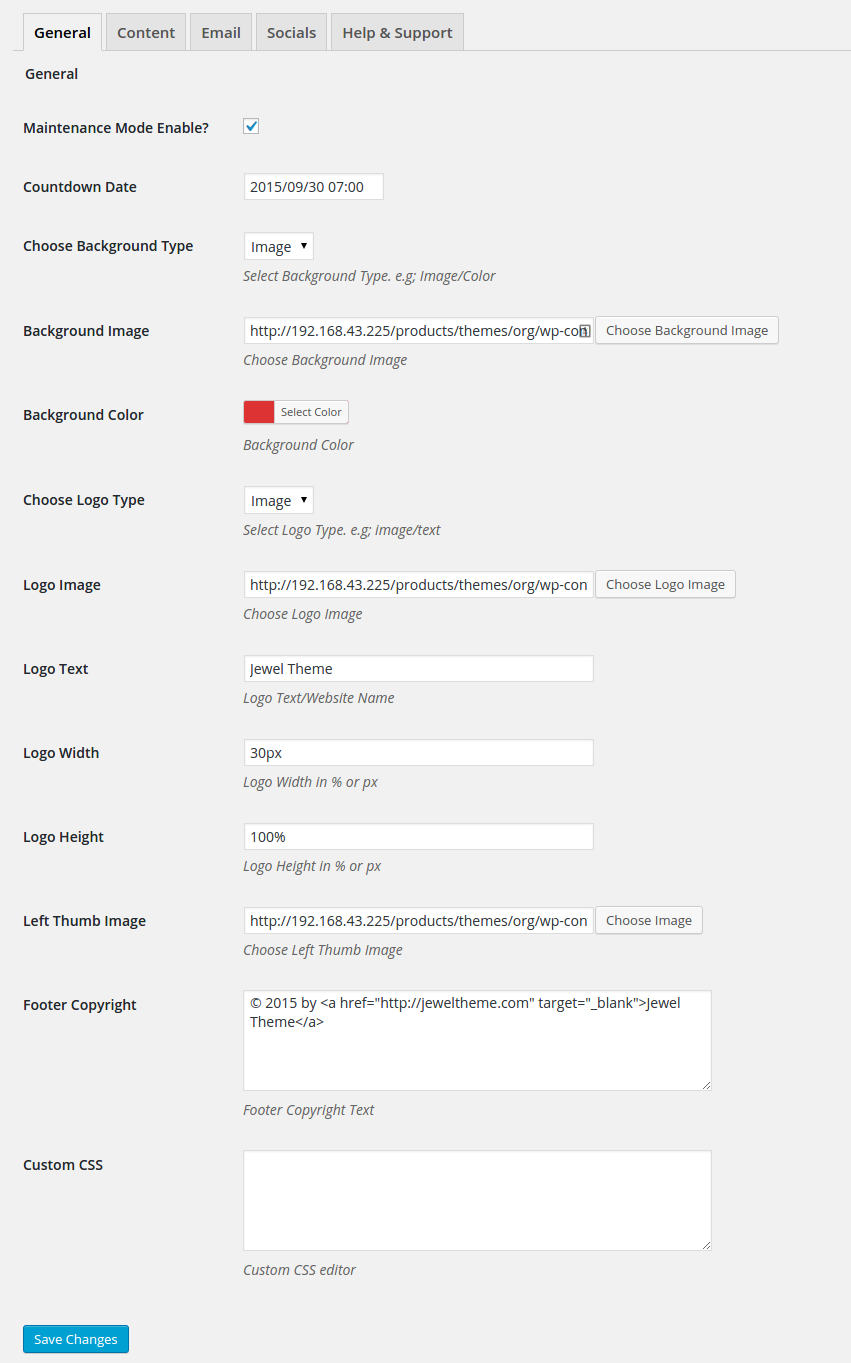 General Content Email Socials Help & Support
General
Maintenance Mode Enable?
Countdown Date 2015/09/30 07:00
Choose Background Type Image
Select Background Type. e.g; Image/Color
Background Image http://192.168.43.225/products/themes/org/wp-con Choose Background Image
Choose Background Image
Background Color Select Color
Background Color
Choose Logo Type Image
Select Logo Type. e.g; image/text
Logo Image http://192.168.43.225/products/themes/org/wp-con Choose Logo Image
Choose Logo Image
Logo Text Jewel Theme
Logo Text/Website Name
Logo Width 30px
Logo Width in % or px
Logo Height 100%
Logo Height in % or px
Left Thumb Image http://192.168.43.225/products/themes/org/wp-con Choose Image
Choose Left Thumb Image
Footer Copyright © 2015 by <a href="http://jeweltheme.com" target="_blank">Jewel
Theme</a>
Footer Copyright Text
Custom CSS
Custom CSS editor
Save Changes